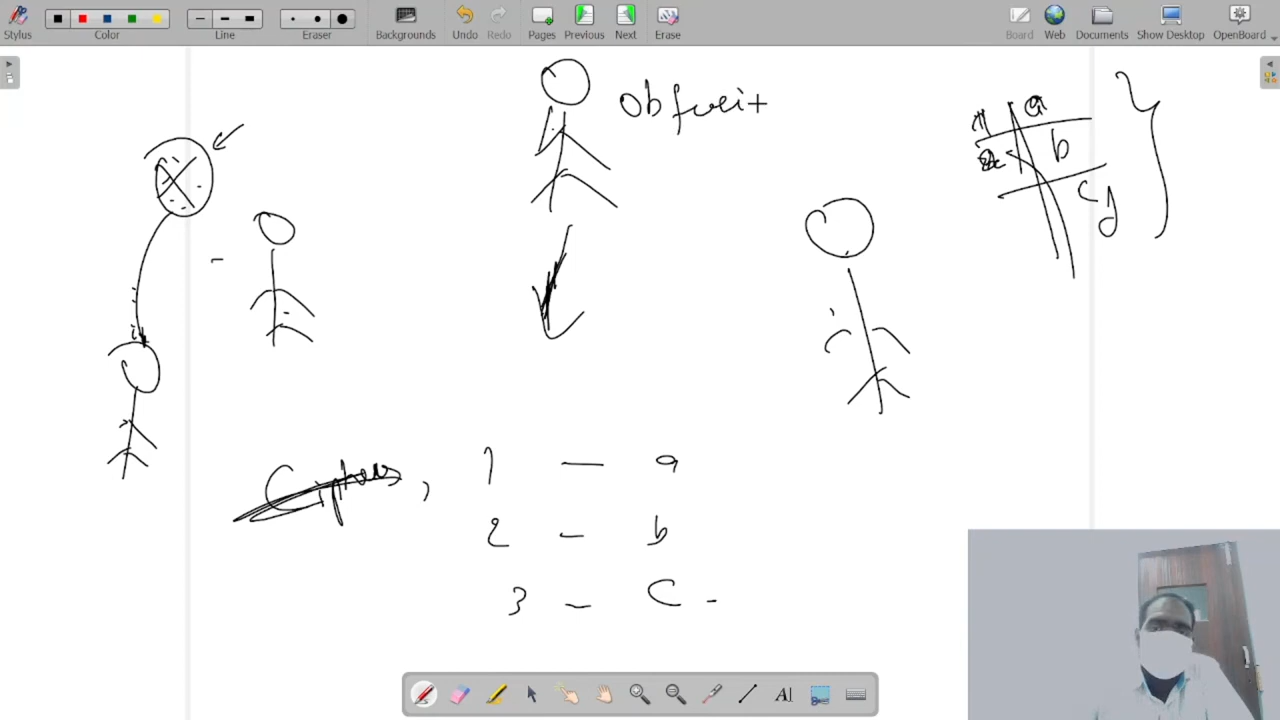 Stylus Color Line Eraser Backgrounds Undo Redo Pages Previous Next Erase Board Web Documents Show Desktop OpenBoard
a
b
c d
Ciphers, 1 — a
2 - b
3 - C -